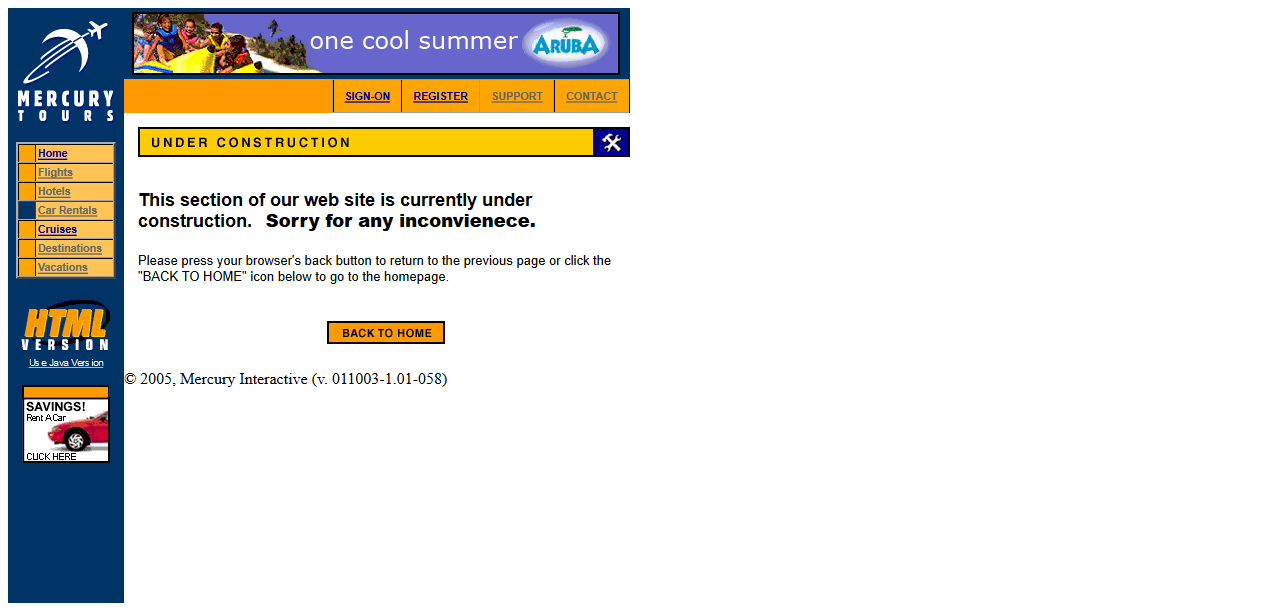 one cool summer
ARUBA
MERCURY
TOURS
SIGN-ON REGISTER SUPPORT CONTACT
Home
Flights
Hotels
Car Rentals
Cruises
Destinations
Vacations
HTML
VERSION
Use Java Version
SAVINGS!
Rent A Car
CLICK HERE
UNDER CONSTRUCTION
This section of our web site is currently under
construction. Sorry for any inconvienece.
Please press your browser's back button to return to the previous page or click the
"BACK TO HOME" icon below to go to the homepage.
BACK TO HOME
© 2005, Mercury Interactive (v. 011003-1.01-058)